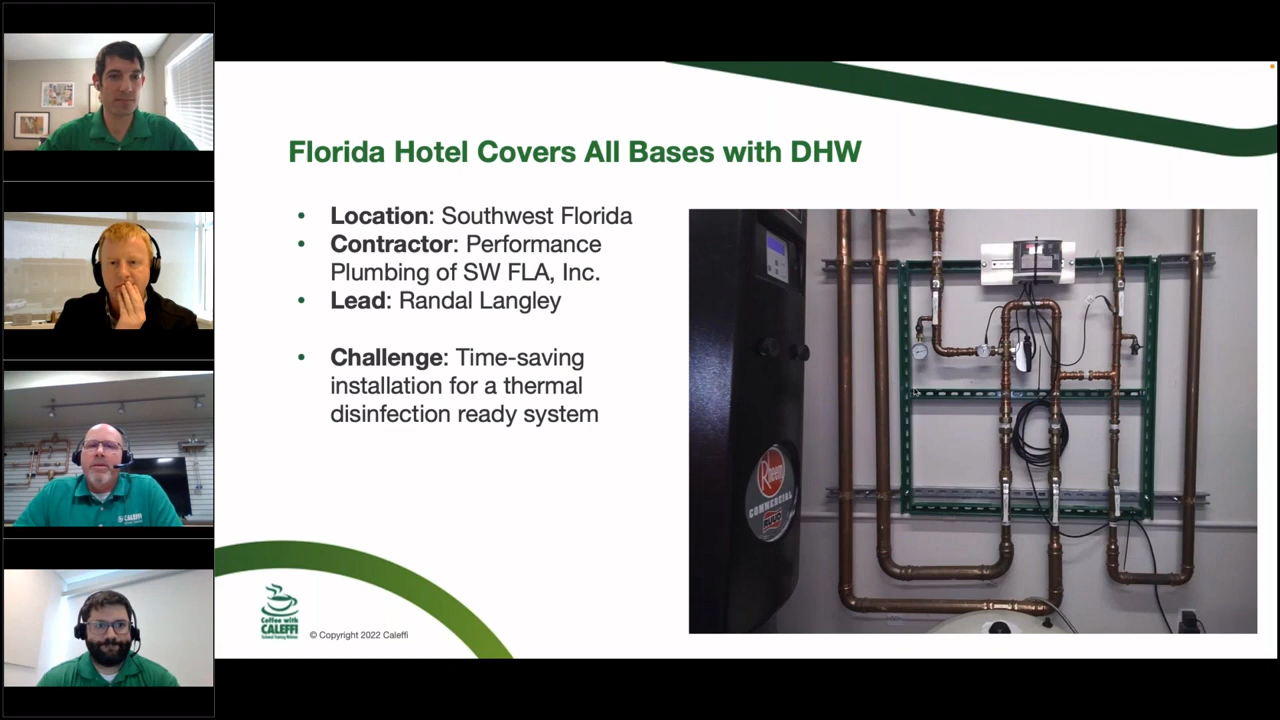 Florida Hotel Covers All Bases with DHW
• Location: Southwest Florida
• Contractor: Performance
Plumbing of SW FLA, Inc.
• Lead: Randal Langley
• Challenge: Time-saving
installation for a thermal
disinfection ready system
Rheem
COMMERCIAL
Coffee with
CALEFFI
© Copyright 2022 Caleffi
CALEFFI